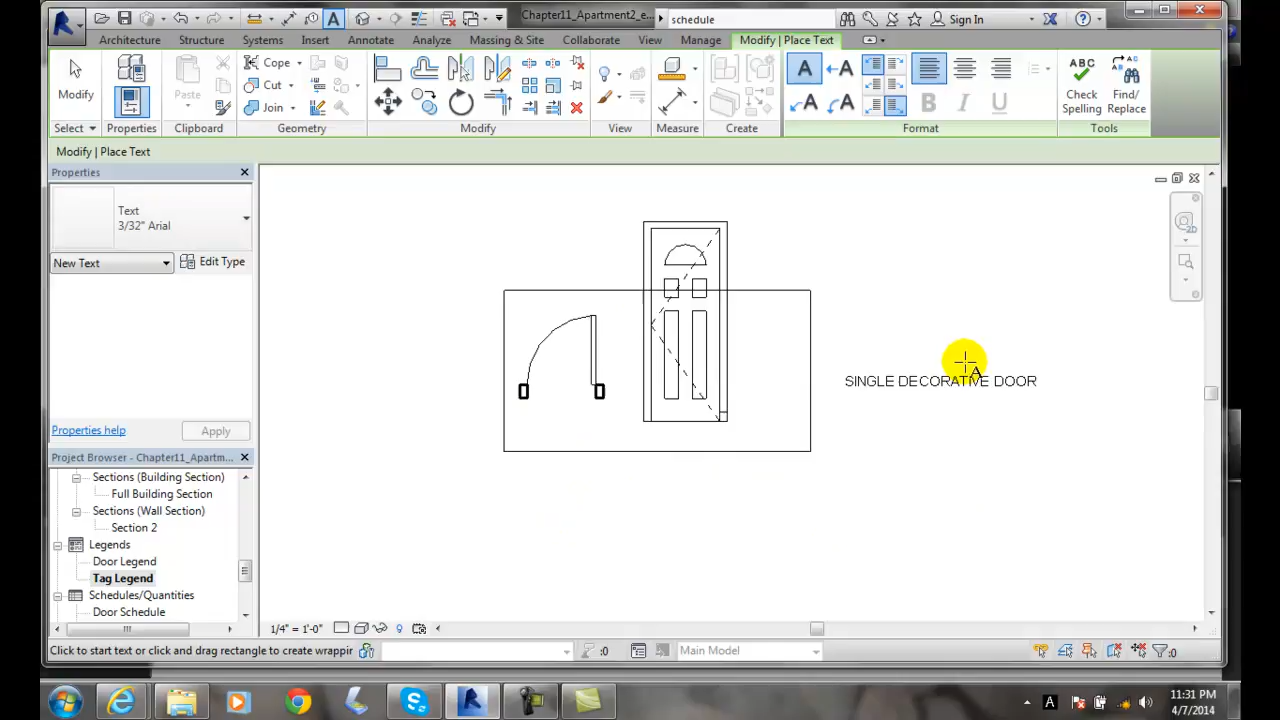 Chapter11_Apartment2_e...
schedule
Sign In
Architecture Structure Systems Insert Annotate Analyze Massing & Site Collaborate View Manage Modify | Place Text
Modify Paste Cope Cut Join
Check Spelling Find/ Replace
Select Properties Clipboard Geometry Modify View Measure Create Format Tools
Modify | Place Text
Properties
Text
3/32" Arial
New Text Edit Type
SINGLE DECORATIVE DOOR
Properties help Apply
Project Browser - Chapter11_Apartm...
Sections (Building Section)
Full Building Section
Sections (Wall Section)
Section 2
Legends
Door Legend
Tag Legend
Schedules/Quantities
Door Schedule
1/4" = 1'-0"
Click to start text or click and drag rectangle to create wrappir :0 Main Model :0
11:31 PM
4/7/2014